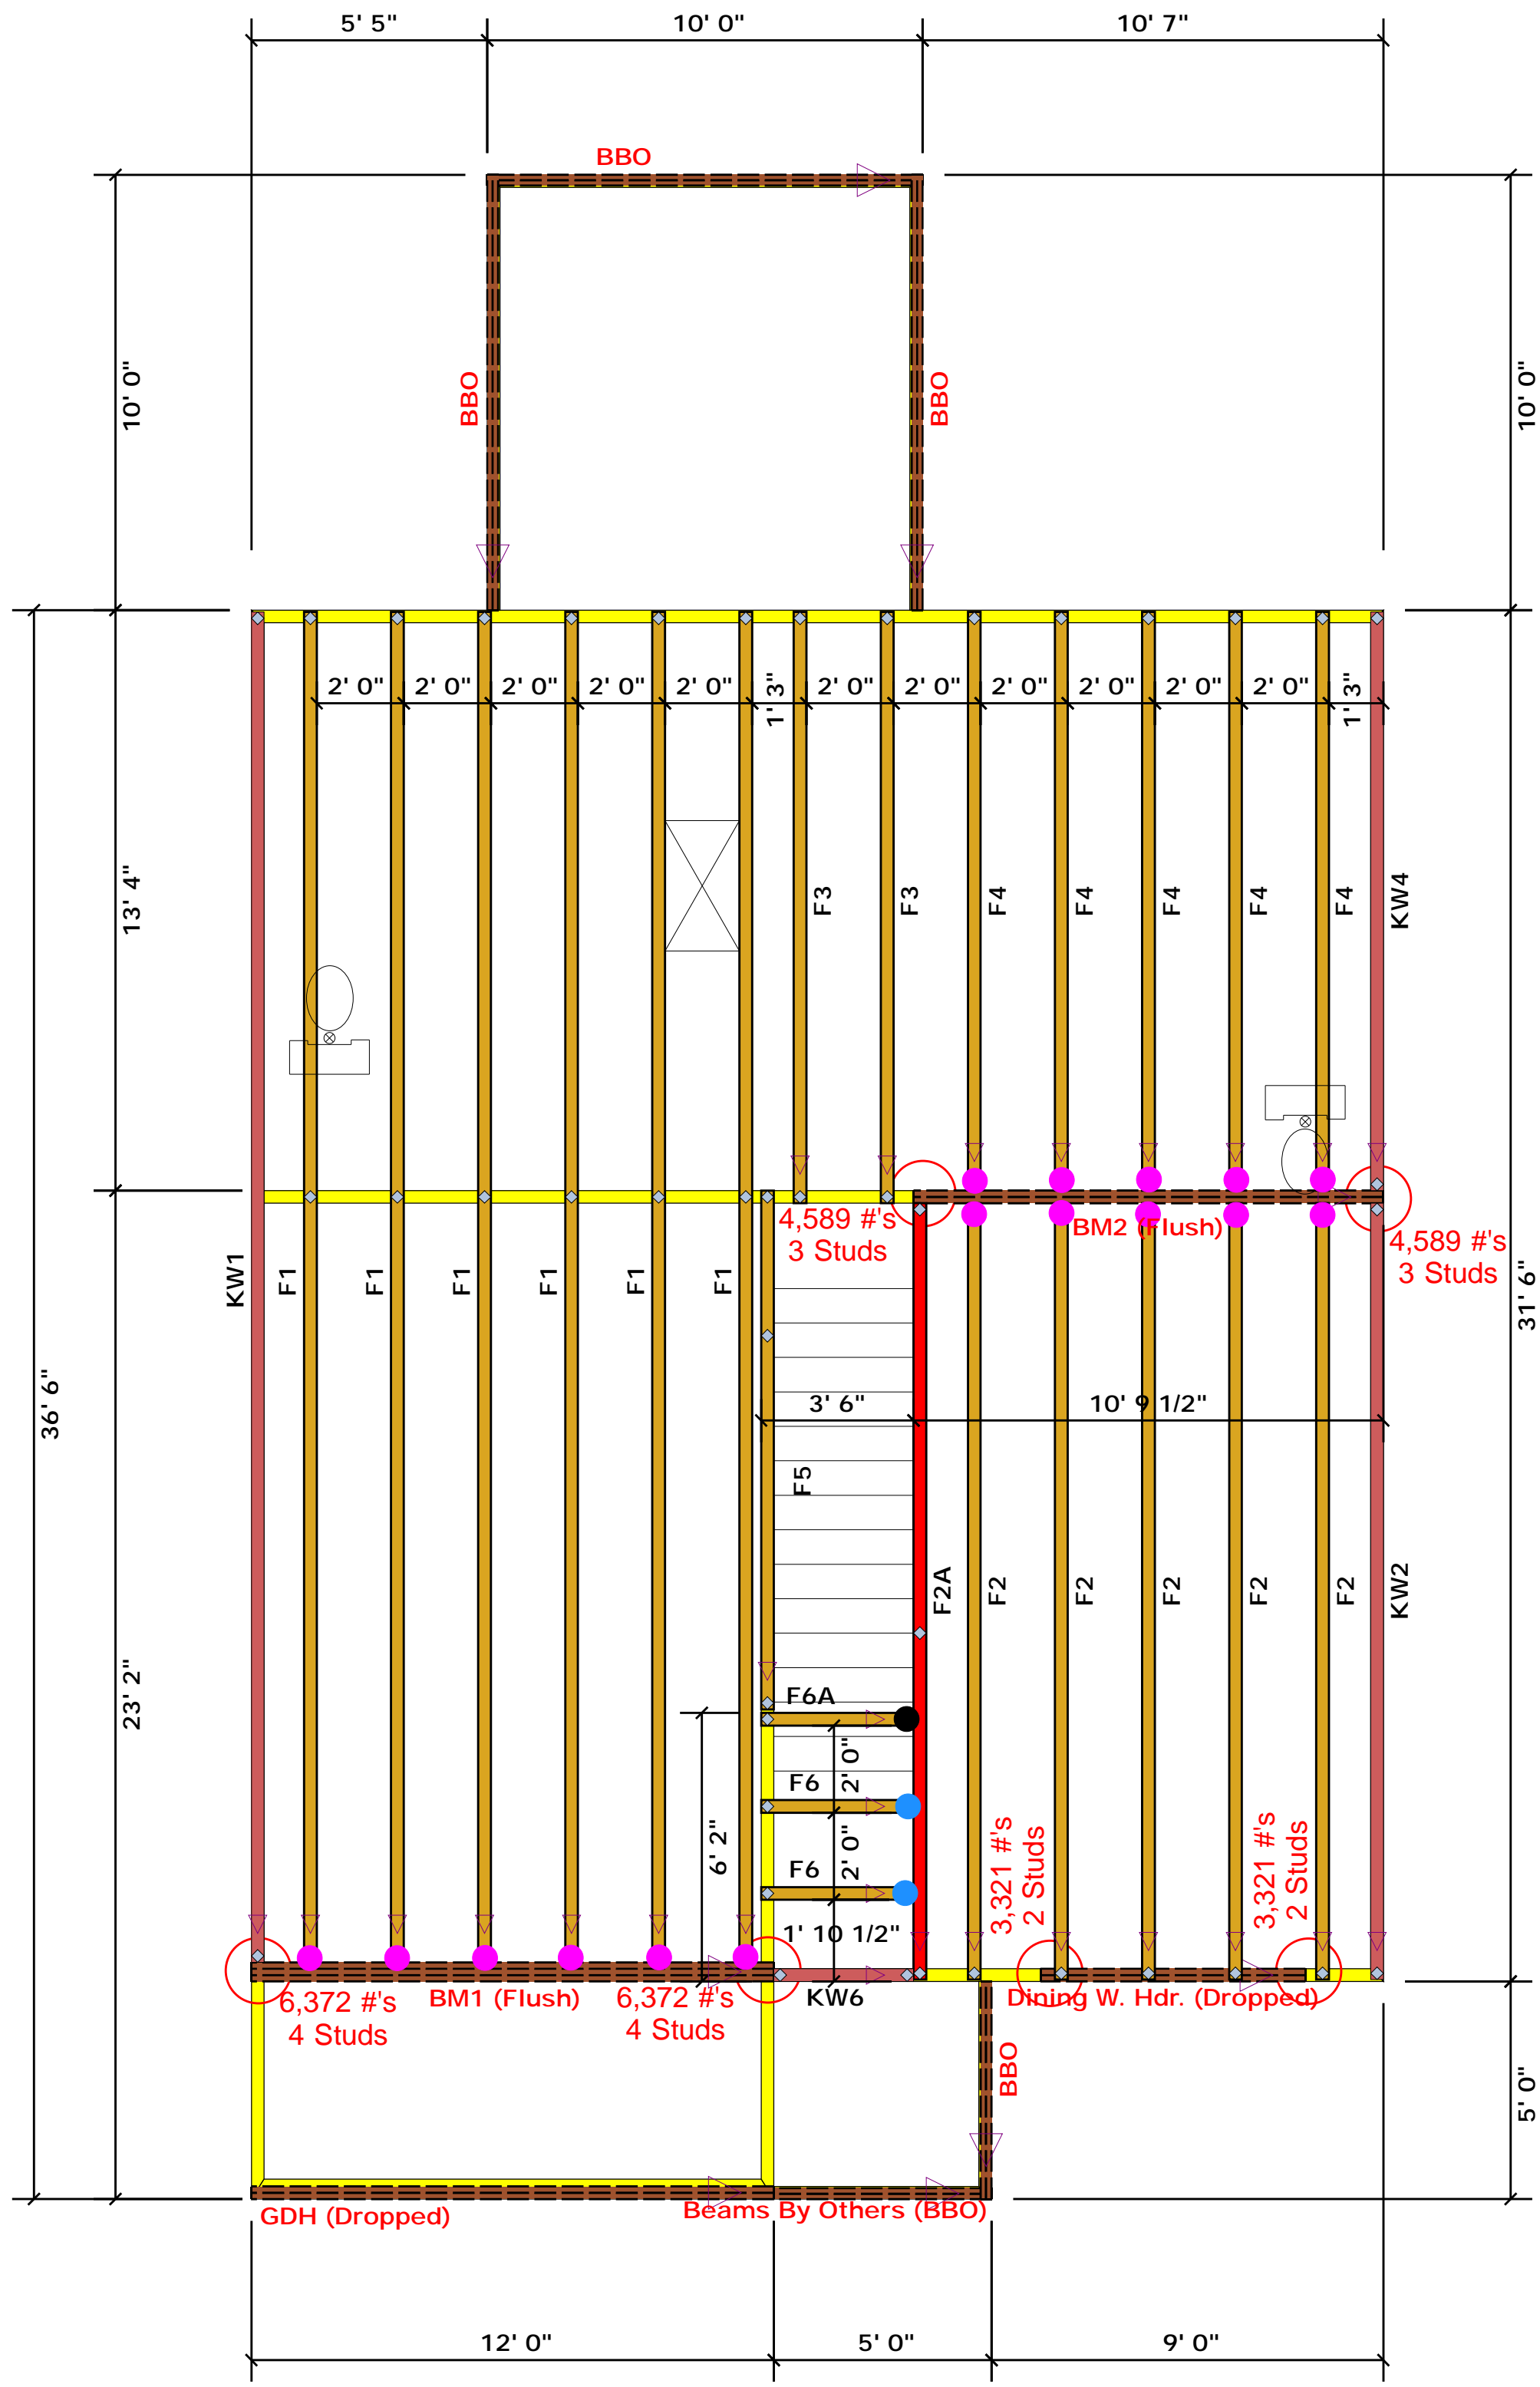 5' 5"
10' 0"
10' 7"
BBO
BBO
BBO
10' 0"
10' 0"
2' 0"
2' 0"
2' 0"
2' 0"
2' 0"
1' 3"
2' 0"
2' 0"
2' 0"
2' 0"
2' 0"
2' 0"
1' 3"
13' 4"
F3
F3
F4
F4
F4
F4
F4
KW4
4,589 #'s
3 Studs
BM2 (Flush)
4,589 #'s
3 Studs
KW1
F1
F1
F1
F1
F1
F1
31' 6"
36' 6"
3' 6"
10' 9 1/2"
F5
F2A
F2
F2
F2
F2
F2
KW2
23' 2"
F6A
2' 0"
F6
6' 2"
2' 0"
F6
1' 10 1/2"
3,321 #'s
2 Studs
3,321 #'s
2 Studs
6,372 #'s
4 Studs
BM1 (Flush)
6,372 #'s
4 Studs
KW6
Dining W. Hdr. (Dropped)
BBO
5' 0"
GDH (Dropped)
Beams By Others (BBO)
12' 0"
5' 0"
9' 0"